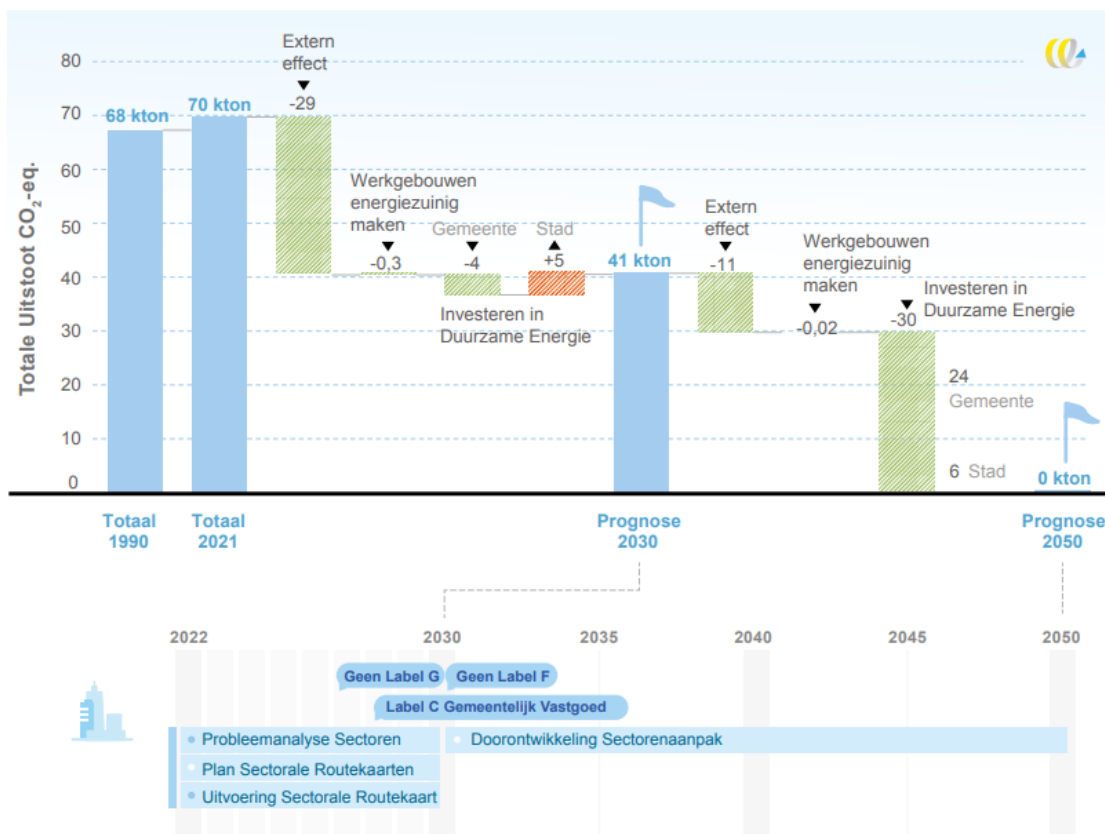 Totale Uitstoot CO₂-eq.
80
70
60
50
40
30
20
10
0
68 kton
70 kton
Extern
effect
-29
Werkgebouwen
energiezuinig
maken
-0,3
Gemeente
-4
Stad
+5
Investeren in
Duurzame Energie
41 kton
Extern
effect
-11
Werkgebouwen
energiezuinig
maken
-0,02
Investeren in
Duurzame Energie
-30
24
Gemeente
6 Stad
0 kton
Totaal
1990
Totaal
2021
Prognose
2030
Prognose
2050
2022
2030
2035
2040
2045
2050
Geen Label G
Geen Label F
Label C Gemeentelijk Vastgoed
Probleemanalyse Sectoren
Doorontwikkeling Sectorenaanpak
Plan Sectorale Routekaarten
Uitvoering Sectorale Routekaart